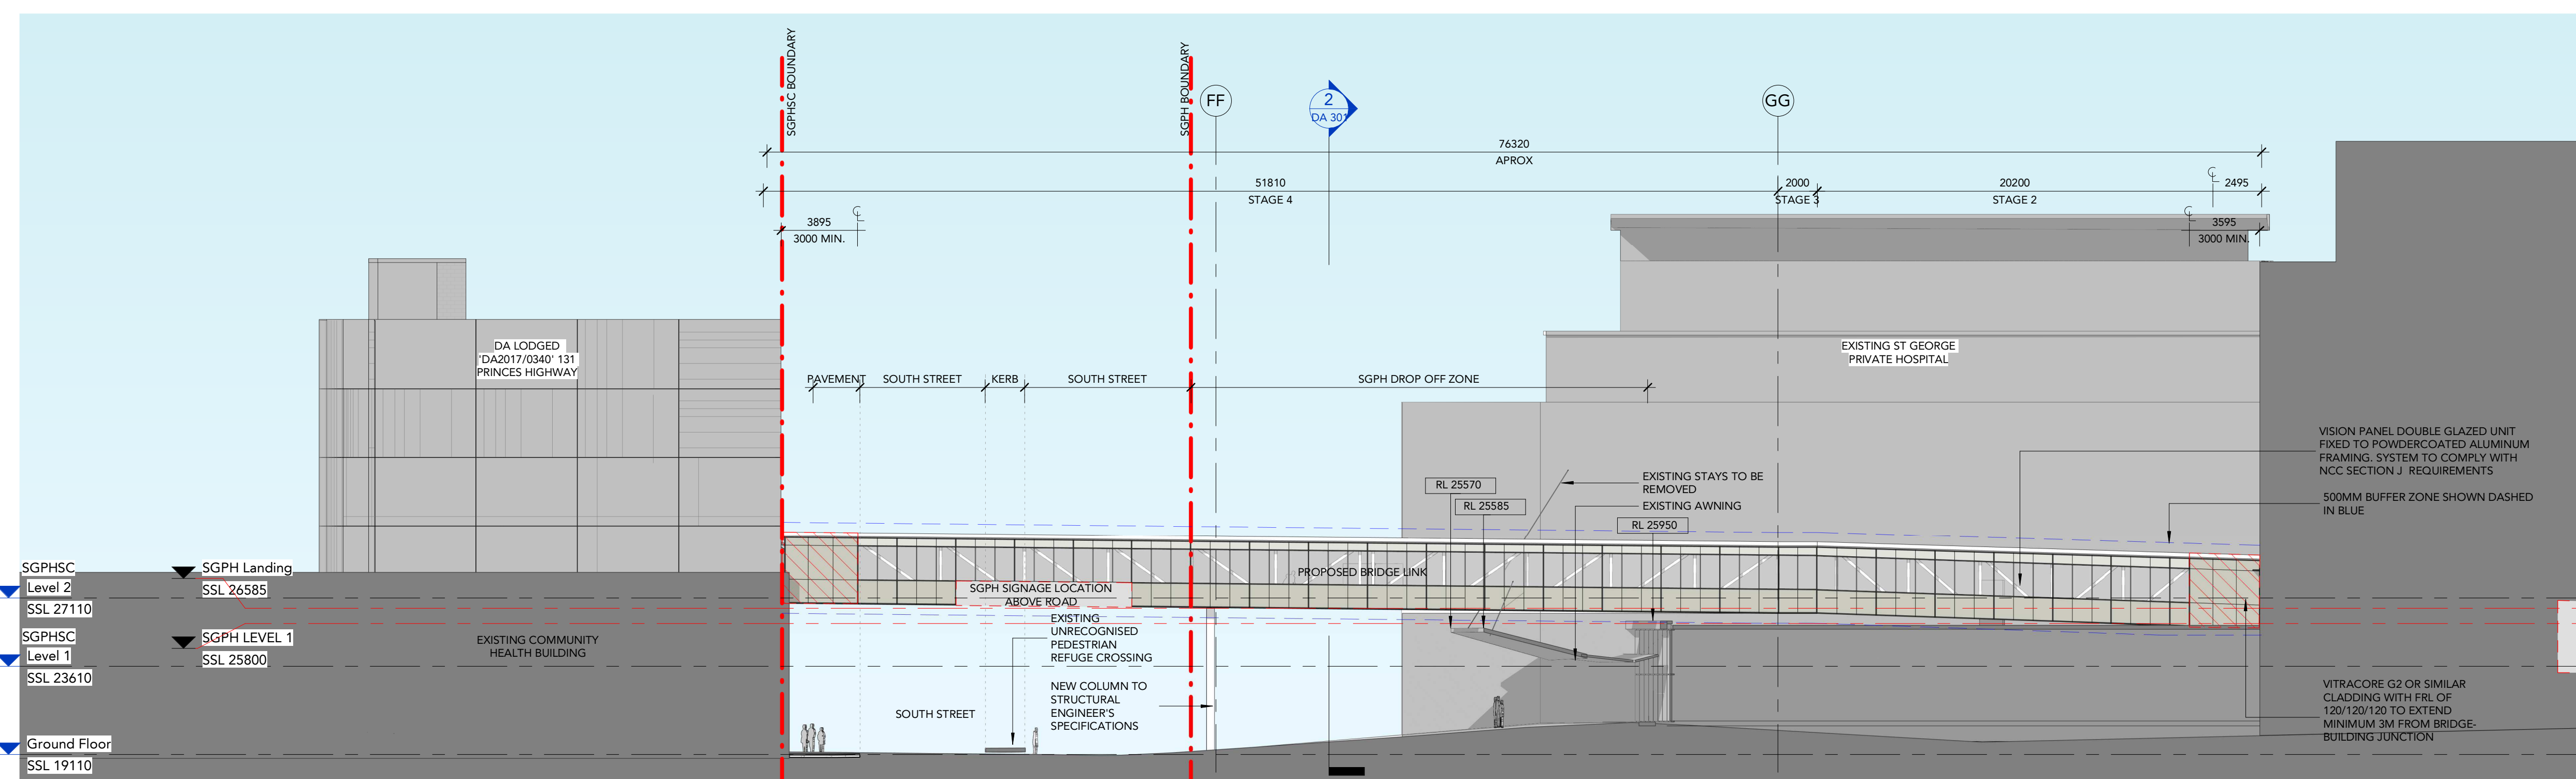 SGPHSC BOUNDARY
SGPH BOUNDARY
FF
2
DA 301
GG
76320
APROX
51810
STAGE 4
2000
STAGE 3
20200
STAGE 2
2495
3895
3000 MIN.
3595
3000 MIN.
DA LODGED
'DA2017/0340' 131
PRINCES HIGHWAY
EXISTING ST GEORGE
PRIVATE HOSPITAL
PAVEMENT
SOUTH STREET
KERB
SOUTH STREET
SGPH DROP OFF ZONE
VISION PANEL DOUBLE GLAZED UNIT
FIXED TO POWDERCOATED ALUMINUM
FRAMING. SYSTEM TO COMPLY WITH
NCC SECTION J REQUIREMENTS
500MM BUFFER ZONE SHOWN DASHED
IN BLUE
RL 25570
RL 25585
RL 25950
EXISTING STAYS TO BE
REMOVED
EXISTING AWNING
PROPOSED BRIDGE LINK
SGPH SIGNAGE LOCATION
ABOVE ROAD
SGPHSC
Level 2
SSL 27110
SGPH Landing
SSL 26585
SGPHSC
Level 1
SSL 23610
SGPH LEVEL 1
SSL 25800
EXISTING COMMUNITY
HEALTH BUILDING
EXISTING
UNRECOGNISED
PEDESTRIAN
REFUGE CROSSING
NEW COLUMN TO
STRUCTURAL
ENGINEER'S
SPECIFICATIONS
SOUTH STREET
VITRACORE G2 OR SIMILAR
CLADDING WITH FRL OF
120/120/120 TO EXTEND
MINIMUM 3M FROM BRIDGE-
BUILDING JUNCTION
Ground Floor
SSL 19110